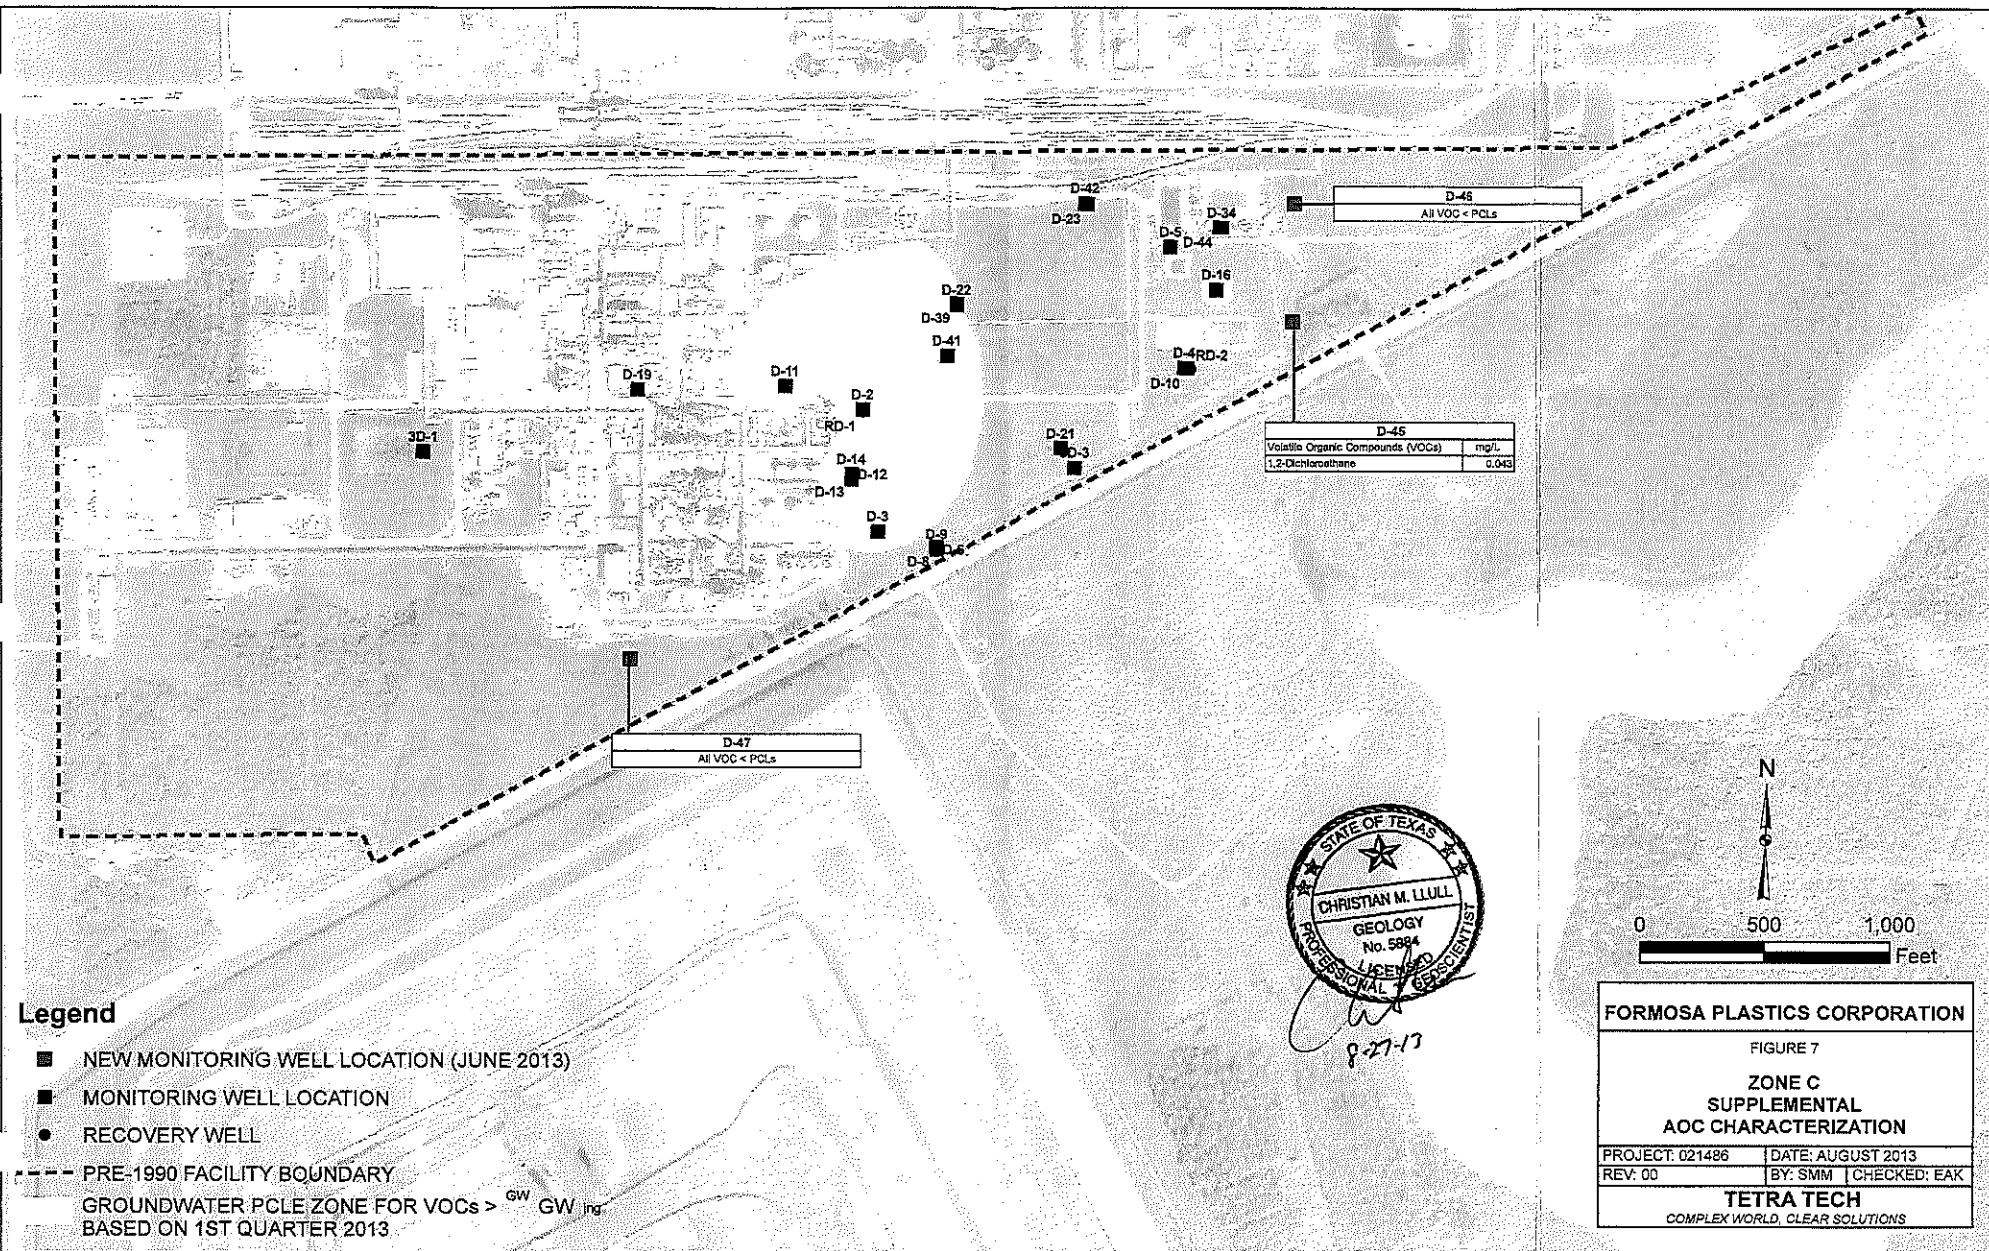 D-42
D-23
D-34
D-5
D-44
D-46
All VOC < PCLs
D-16
D-22
D-39
D-41
D-4 RD-2
D-10
D-19
D-11
D-2
RD-1
3D-1
D-21
D-3
D-45
Volatile Organic Compounds (VOCs) mg/L
1,2-Dichloroethane 0.043
D-14
D-12
D-13
D-3
D-9
D-6
D-8
D-47
All VOC < PCLs
STATE OF TEXAS
CHRISTIAN M. LLULL
GEOLOGY
No. 5884
LICENSED
PROFESSIONAL GEOSCIENTIST
8-27-13
N
0 500 1,000
Feet
Legend
NEW MONITORING WELL LOCATION (JUNE 2013)
MONITORING WELL LOCATION
RECOVERY WELL
PRE-1990 FACILITY BOUNDARY
GROUNDWATER PCLE ZONE FOR VOCs > GW GW Ing
BASED ON 1ST QUARTER 2013
FORMOSA PLASTICS CORPORATION
FIGURE 7
ZONE C
SUPPLEMENTAL
AOC CHARACTERIZATION
PROJECT: 021486 DATE: AUGUST 2013
REV: 00 BY: SMM CHECKED: EAK
TETRA TECH
COMPLEX WORLD, CLEAR SOLUTIONS